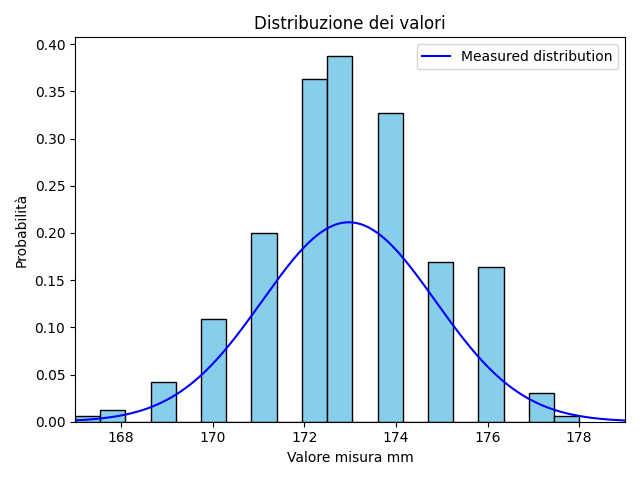 Distribuzione dei valori
Measured distribution
Probabilità
0.40
0.35
0.30
0.25
0.20
0.15
0.10
0.05
0.00
168 170 172 174 176 178
Valore misura mm